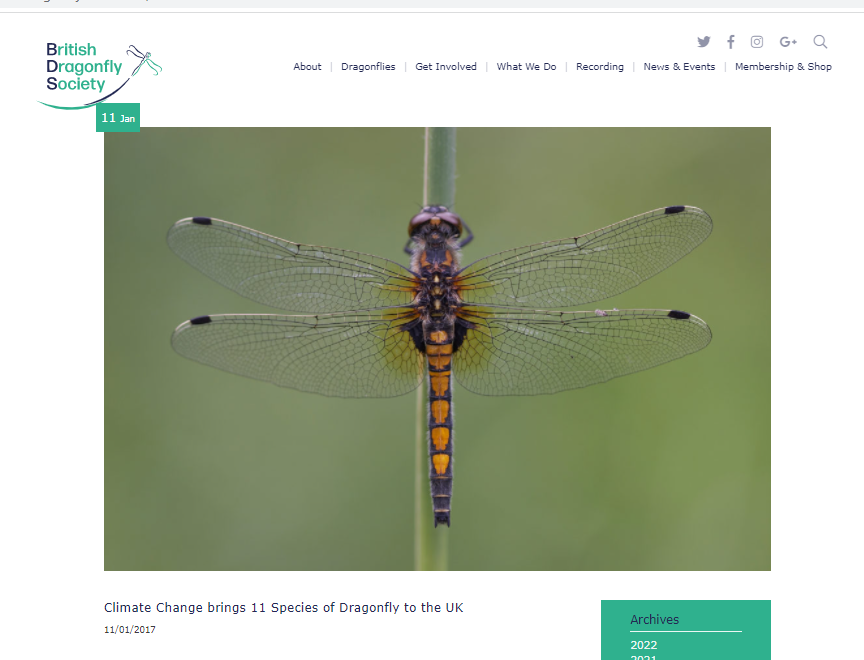 British
Dragonfly
Society
About | Dragonflies | Get Involved | What We Do | Recording | News & Events | Membership & Shop
11 Jan
Climate Change brings 11 Species of Dragonfly to the UK
11/01/2017
Archives
2022
2021